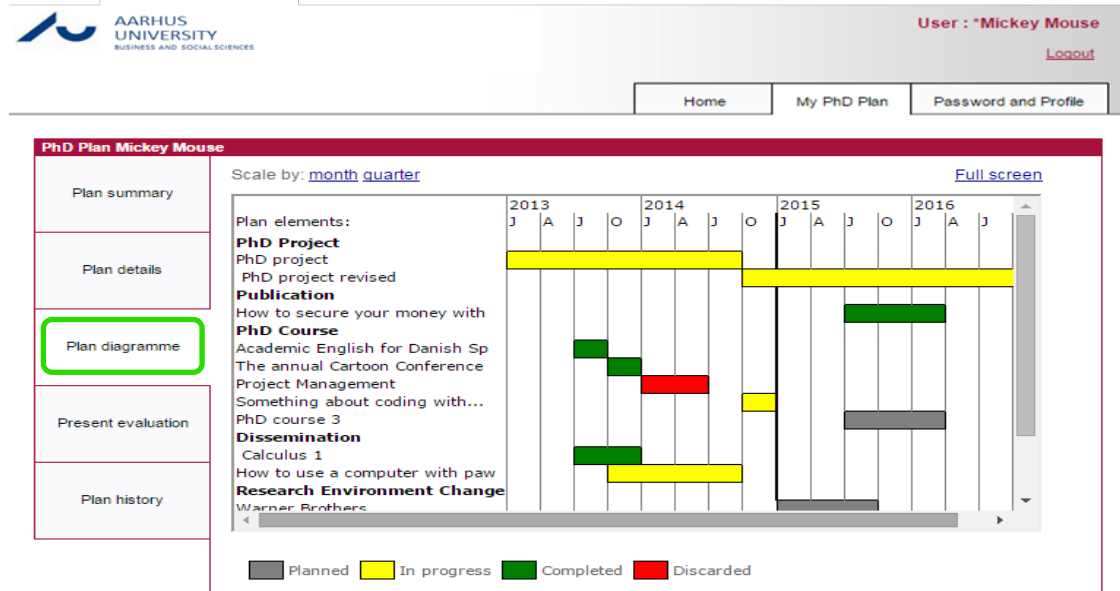 AARHUS
UNIVERSITY
BUSINESS AND SOCIAL SCIENCES
User : *Mickey Mouse
Logout
Home My PhD Plan Password and Profile
PhD Plan Mickey Mouse
Plan summary
Plan details
Plan diagramme
Present evaluation
Plan history
Scale by: month quarter Full screen
2013 2014 2015 2016
Plan elements: J A J O J A J O J A J O J A J
PhD Project
PhD project
PhD project revised
Publication
How to secure your money with
PhD Course
Academic English for Danish Sp
The annual Cartoon Conference
Project Management
Something about coding with...
PhD course 3
Dissemination
Calculus 1
How to use a computer with paw
Research Environment Change
Warner Brothers
Planned In progress Completed Discarded